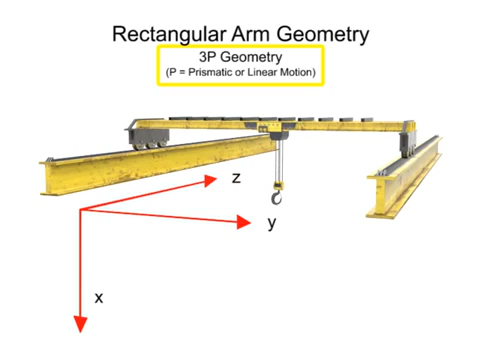 Rectangular Arm Geometry
3P Geometry
(P = Prismatic or Linear Motion)
z
y
x